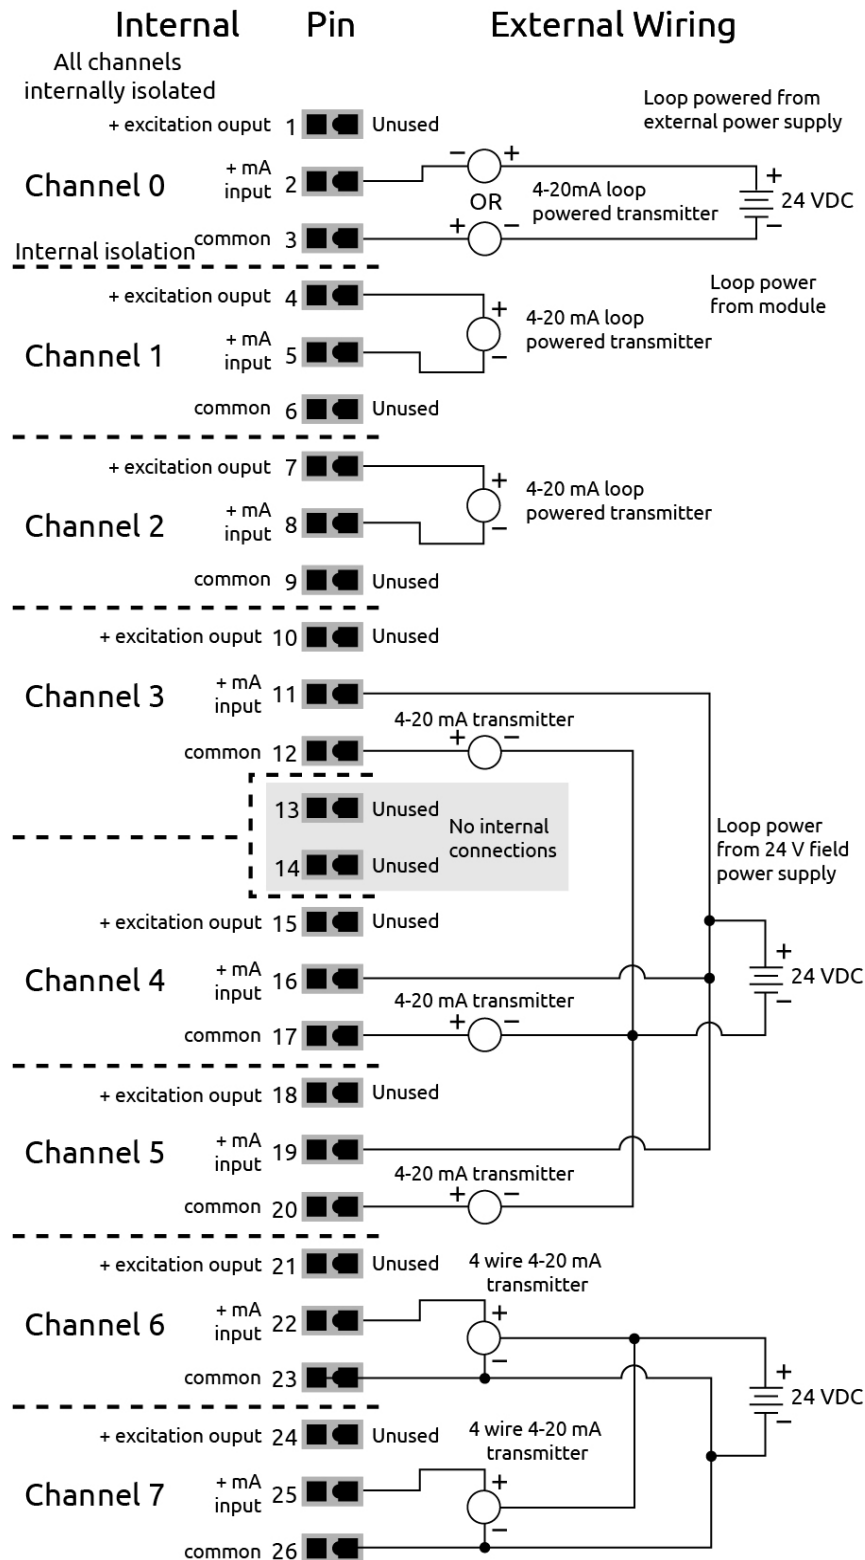 Internal Pin External Wiring
All channels
internally isolated
Loop powered from
external power supply
+ excitation ouput 1 Unused
Channel 0
+ mA
input 2
− +
OR
4-20mA loop
powered transmitter
+
24 VDC
−
common 3
+ −
Internal isolation
+ excitation ouput 4
Loop power
from module
Channel 1
+ mA
input 5
+
−
4-20 mA loop
powered transmitter
common 6 Unused
+ excitation ouput 7
Channel 2
+ mA
input 8
+
−
4-20 mA loop
powered transmitter
common 9 Unused
+ excitation ouput 10 Unused
Channel 3
+ mA
input 11
4-20 mA transmitter
common 12
+ −
13 Unused
14 Unused
No internal
connections
Loop power
from 24 V field
power supply
+ excitation ouput 15 Unused
Channel 4
+ mA
input 16
+
24 VDC
−
4-20 mA transmitter
common 17
+ −
+ excitation ouput 18 Unused
Channel 5
+ mA
input 19
4-20 mA transmitter
common 20
+ −
+ excitation ouput 21 Unused
4 wire 4-20 mA
transmitter
Channel 6
+ mA
input 22
+
−
common 23
+
24 VDC
−
+ excitation ouput 24 Unused
4 wire 4-20 mA
transmitter
Channel 7
+ mA
input 25
+
−
common 26